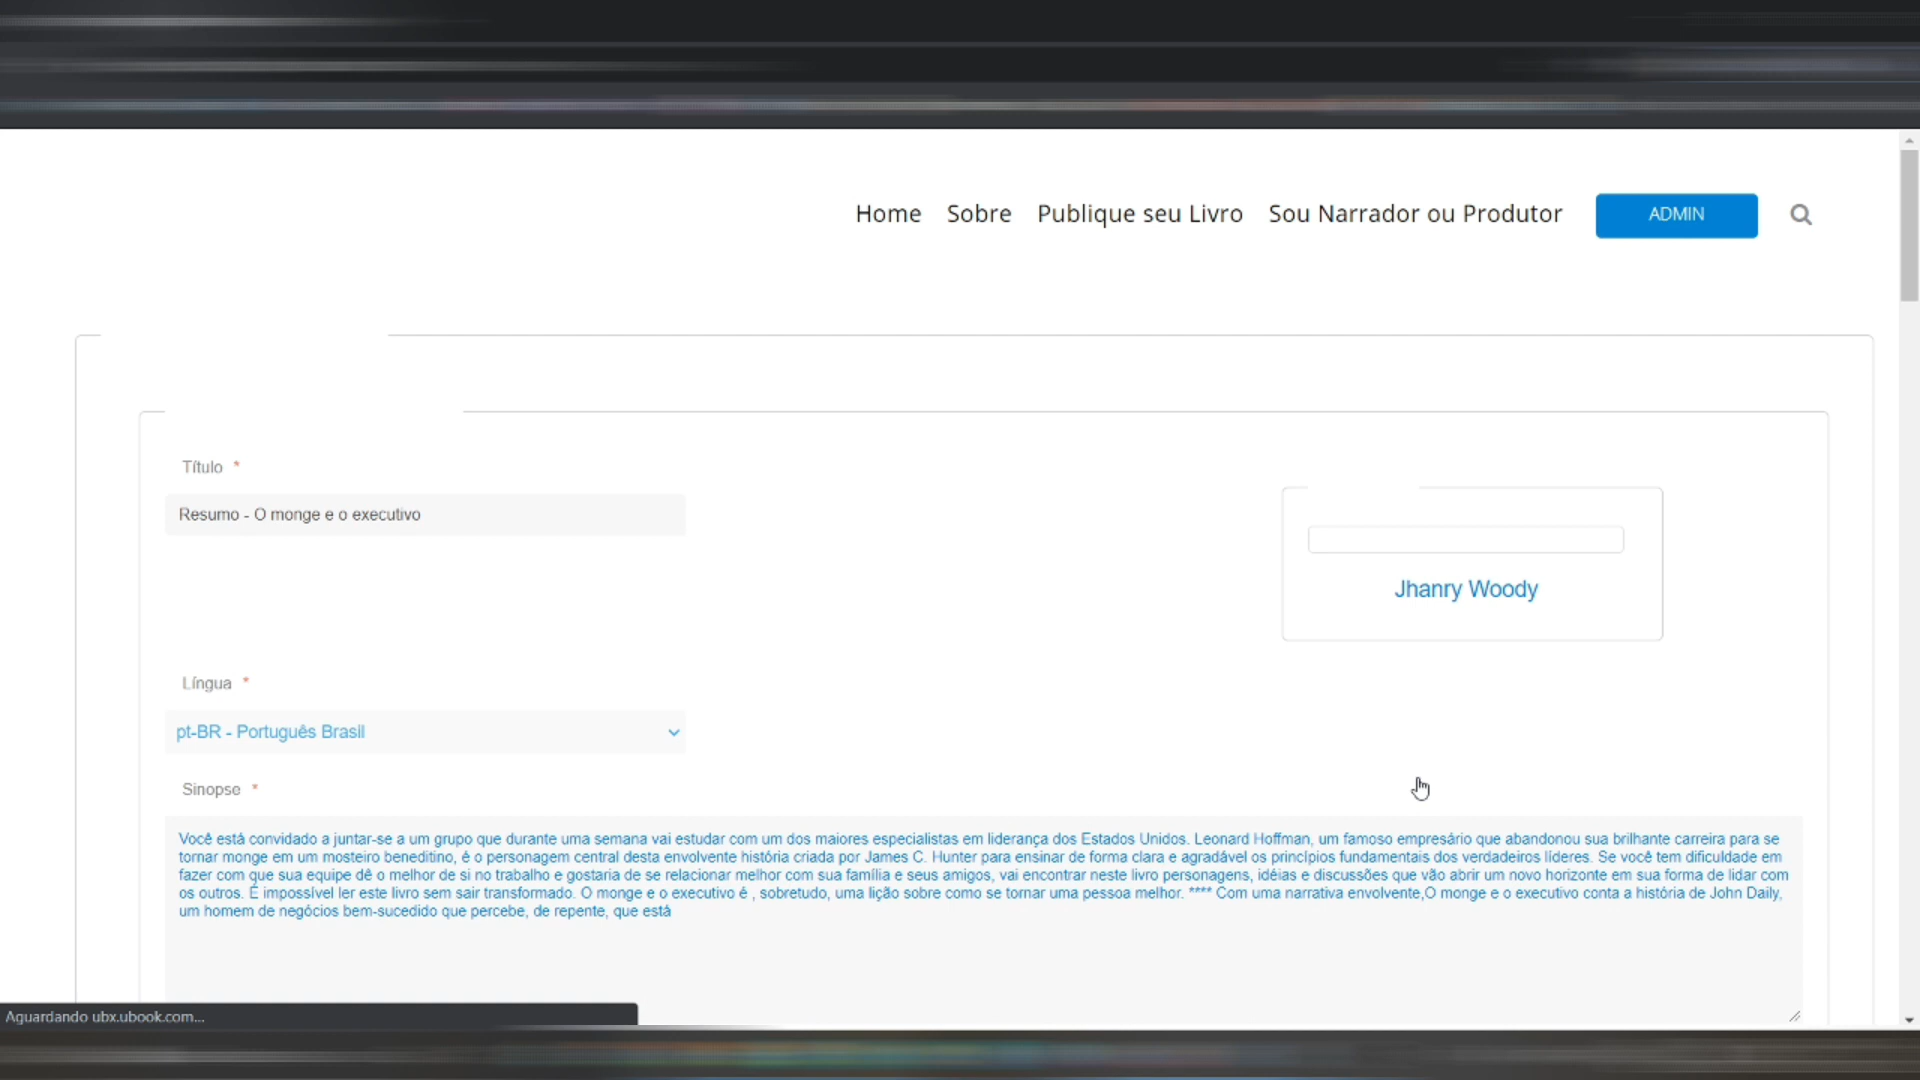 Home Sobre Publique seu Livro Sou Narrador ou Produtor ADMIN
Título *
Resumo - O monge e o executivo
Jhanry Woody
Língua *
pt-BR - Português Brasil
Sinopse *
Você está convidado a juntar-se a um grupo que durante uma semana vai estudar com um dos maiores especialistas em liderança dos Estados Unidos. Leonard Hoffman, um famoso empresário que abandonou sua brilhante carreira para se
tornar monge em um mosteiro beneditino, é o personagem central desta envolvente história criada por James C. Hunter para ensinar de forma clara e agradável os princípios fundamentais dos verdadeiros líderes. Se você tem dificuldade em
fazer com que sua equipe dê o melhor de si no trabalho e gostaria de se relacionar melhor com sua família e seus amigos, vai encontrar neste livro personagens, idéias e discussões que vão abrir um novo horizonte em sua forma de lidar com
os outros. É impossível ler este livro sem sair transformado. O monge e o executivo é , sobretudo, uma lição sobre como se tornar uma pessoa melhor. **** Com uma narrativa envolvente,O monge e o executivo conta a história de John Daily,
um homem de negócios bem-sucedido que percebe, de repente, que está
Aguardando ubx.ubook.com...